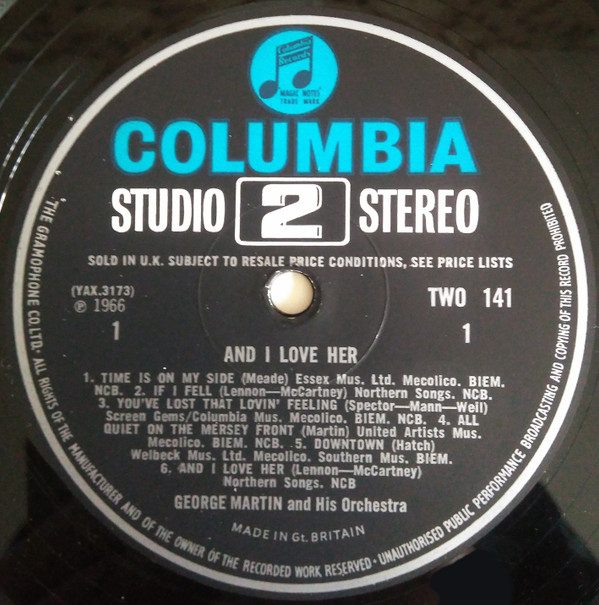 Columbia
Records
MAGIC NOTES
TRADE MARK
COLUMBIA
STUDIO 2 STEREO
SOLD IN U.K. SUBJECT TO RESALE PRICE CONDITIONS, SEE PRICE LISTS
(YAX.3173)
Ⓟ 1966
TWO 141
1
1
AND I LOVE HER
1. TIME IS ON MY SIDE (Meade) Essex Mus. Ltd. Mecolico. BIEM.
NCB. 2. IF I FELL (Lennon—McCartney) Northern Songs. NCB.
3. YOU'VE LOST THAT LOVIN' FEELING (Spector—Mann—Weil)
Screen Gems/Columbia Mus. Mecolico. BIEM. NCB. 4. ALL
QUIET ON THE MERSEY FRONT (Martin) United Artists Mus.
Mecolico. BIEM. NCB. 5. DOWNTOWN (Hatch)
Welbeck Mus. Ltd. Mecolico. Southern Mus. BIEM.
6. AND I LOVE HER (Lennon—McCartney)
Northern Songs. NCB
GEORGE MARTIN and His Orchestra
MADE IN Gt. BRITAIN
THE GRAMOPHONE CO. LTD. · ALL RIGHTS OF THE MANUFACTURER AND OF THE OWNER OF THE RECORDED WORK RESERVED · UNAUTHORISED PUBLIC PERFORMANCE BROADCASTING AND COPYING OF THIS RECORD PROHIBITED